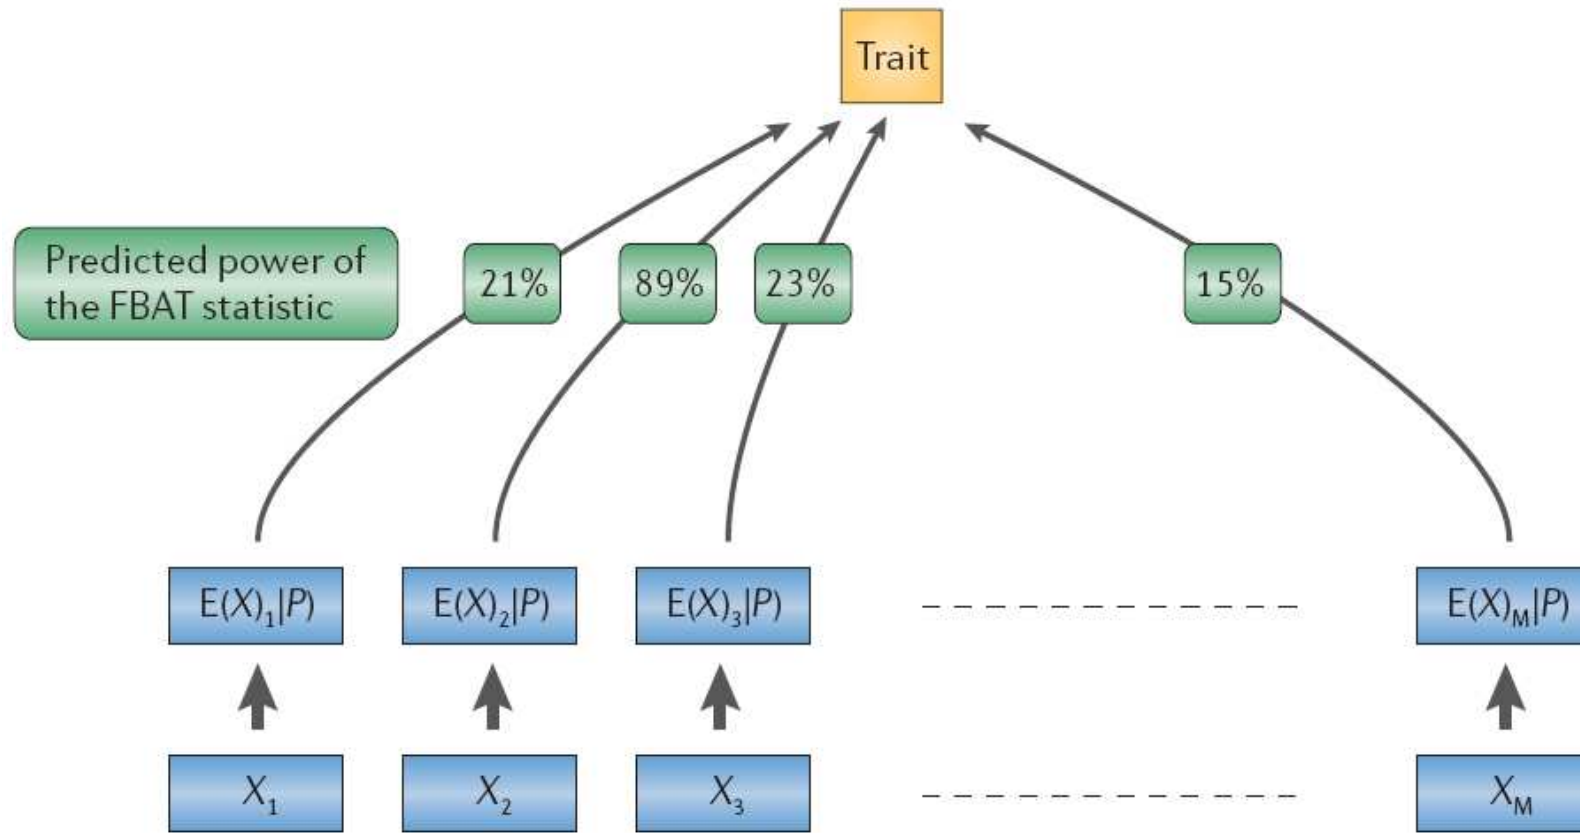 Trait
Predicted power of
the FBAT statistic
21%
89%
23%
15%
E(X)₁|P)
E(X)₂|P)
E(X)₃|P)
E(X)ₘ|P)
X₁
X₂
X₃
Xₘ